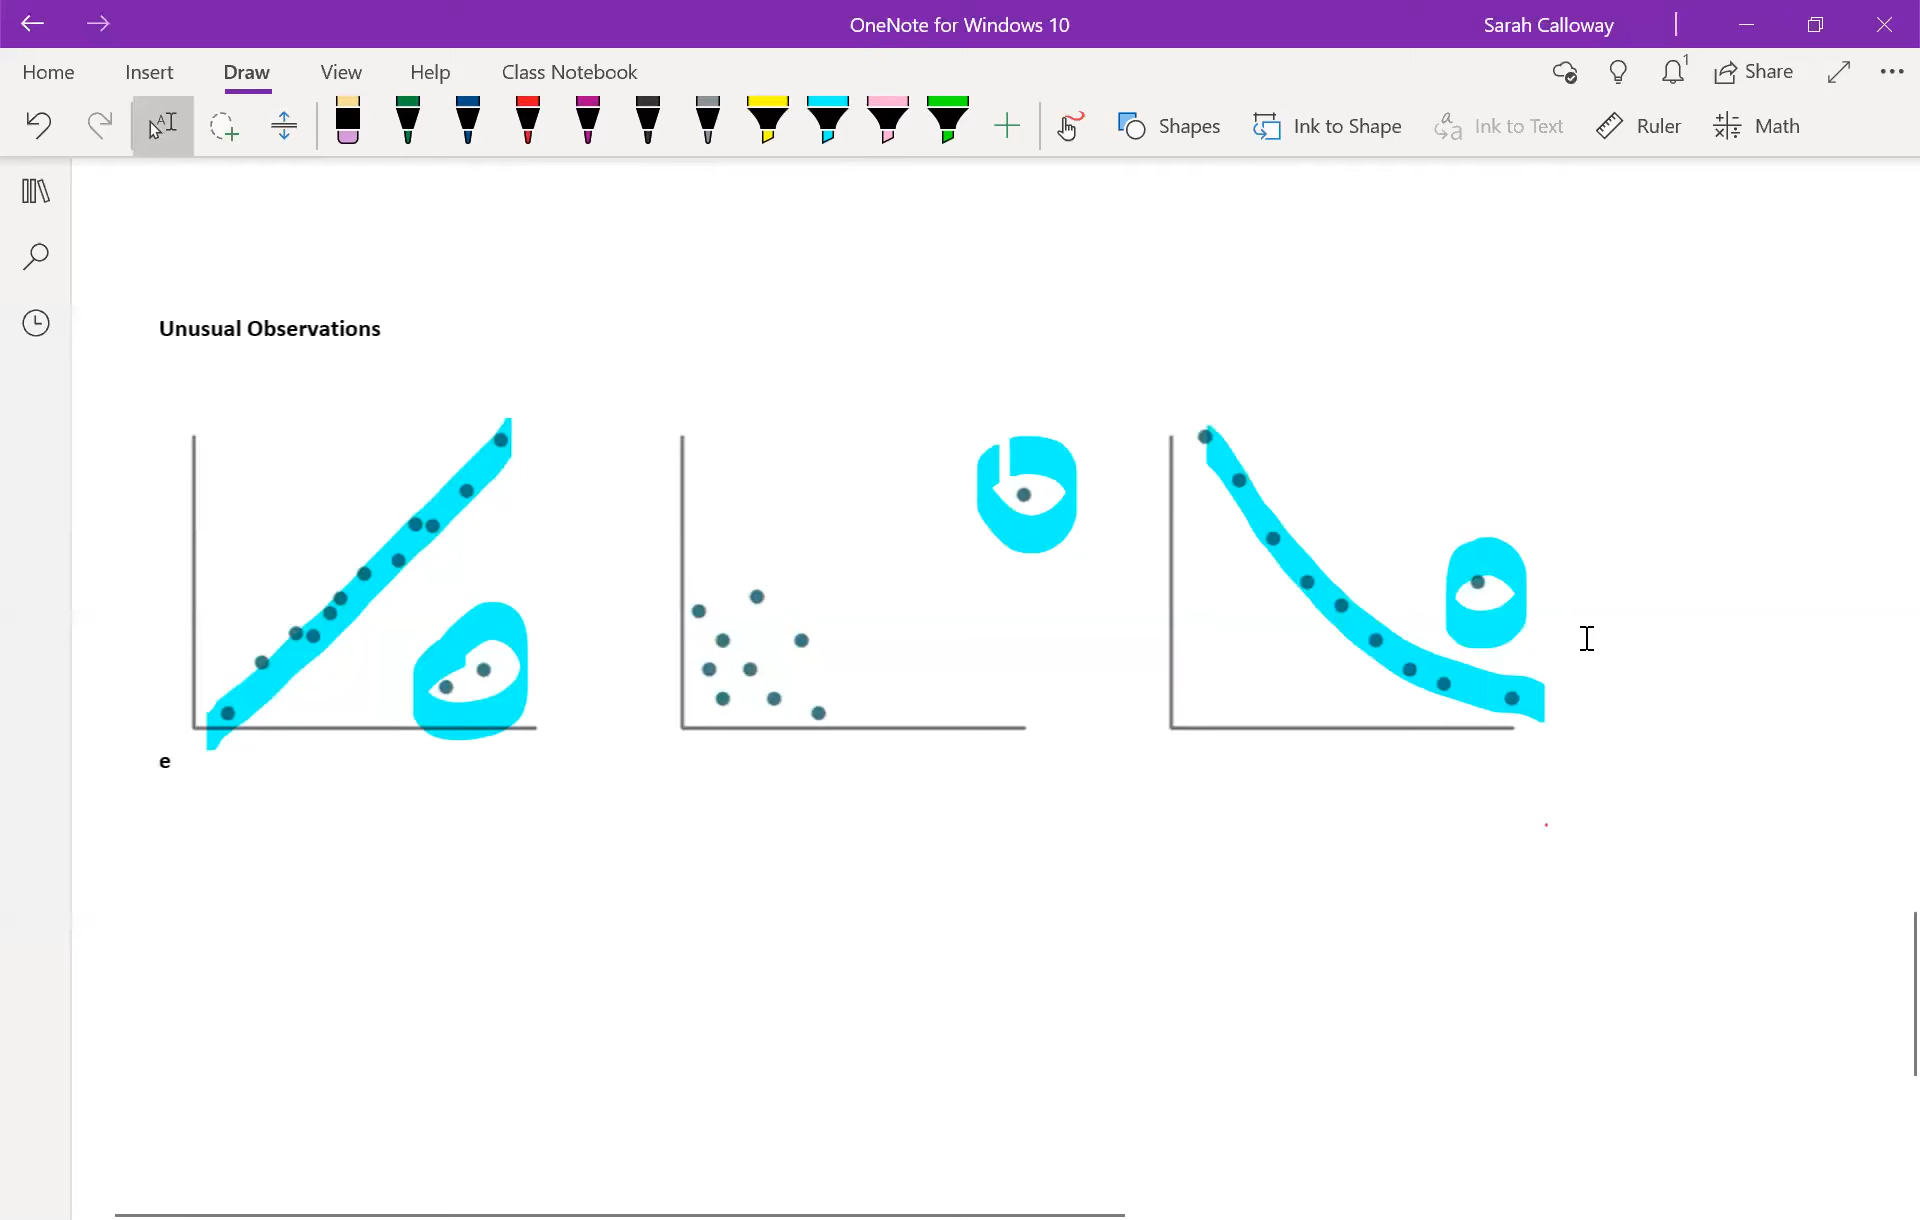 OneNote for Windows 10
Sarah Calloway
Home Insert Draw View Help Class Notebook
1
Share
Shapes Ink to Shape Ink to Text Ruler Math
Unusual Observations
e